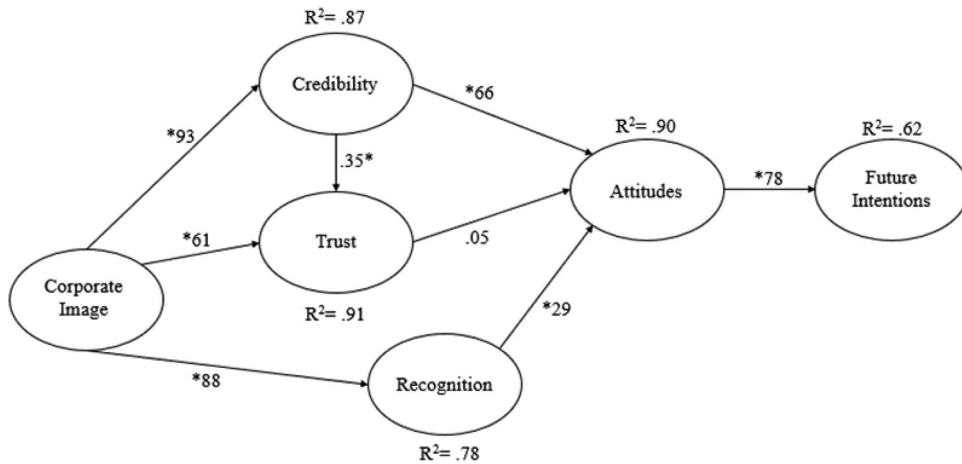 R²= .87
Credibility
*93
*66
.35*
R²= .90
Attitudes
R²= .62
Future
Intentions
*78
*61
Trust
.05
R²= .91
Corporate
Image
*29
*88
Recognition
R²= .78